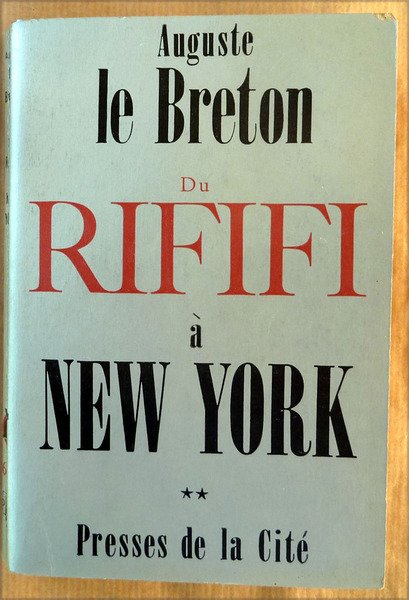 Auguste
le Breton
Du
RIFIFI
à
NEW YORK
**
Presses de la Cité